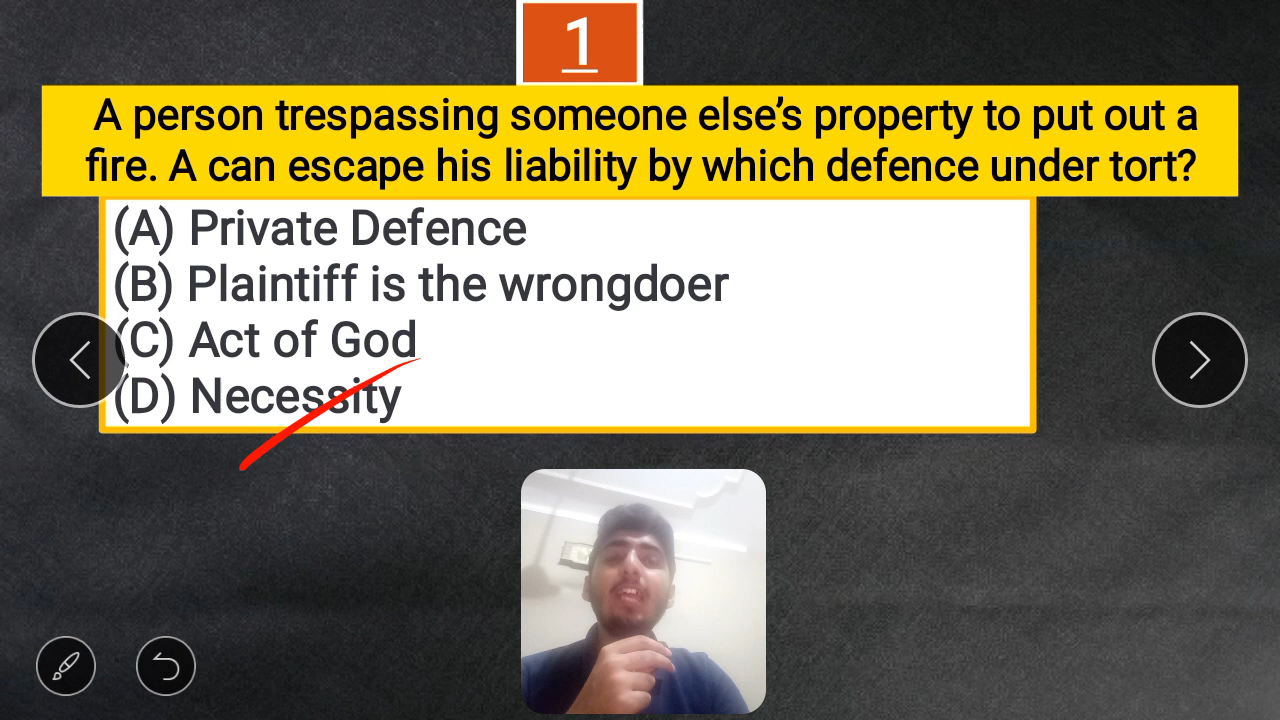 1
A person trespassing someone else’s property to put out a
fire. A can escape his liability by which defence under tort?
(A) Private Defence
(B) Plaintiff is the wrongdoer
(C) Act of God
(D) Necessity